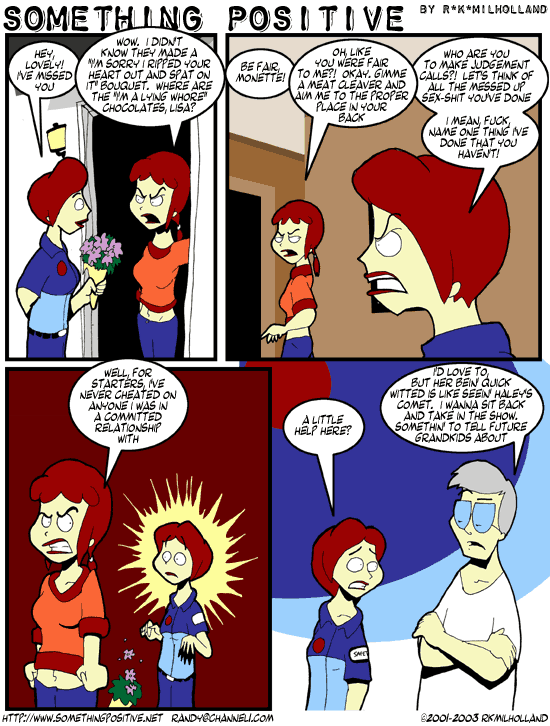 SOMETHING POSITIVE BY R*K*MILHOLLAND
HEY,
LOVELY!
I'VE MISSED
YOU
WOW. I DIDN'T
KNOW THEY MADE A
"I'M SORRY I RIPPED YOUR
HEART OUT AND SPAT ON
IT" BOUQUET. WHERE ARE
THE "I'M A LYING WHORE"
CHOCOLATES, LISA?
BE FAIR,
MONETTE!
OH, LIKE
YOU WERE FAIR
TO ME?! OKAY. GIMME
A MEAT CLEAVER AND
AIM ME TO THE PROPER
PLACE IN YOUR
BACK
WHO ARE YOU
TO MAKE JUDGEMENT
CALLS?! LET'S THINK OF
ALL THE MESSED UP
SEX-SHIT YOU'VE DONE
I MEAN, FUCK,
NAME ONE THING I'VE
DONE THAT YOU
HAVEN'T!
WELL, FOR
STARTERS, I'VE
NEVER CHEATED ON
ANYONE I WAS IN
A COMMITTED
RELATIONSHIP
WITH
A LITTLE
HELP HERE?
I'D LOVE TO,
BUT HER BEIN' QUICK
WITTED IS LIKE SEEIN' HALEY'S
COMET. I WANNA SIT BACK
AND TAKE IN THE SHOW.
SOMETHIN' TO TELL FUTURE
GRANDKIDS ABOUT
HTTP://WWW.SOMETHINGPOSITIVE.NET RANDY@CHANNEL1.COM ©2001-2003 RKMILHOLLAND